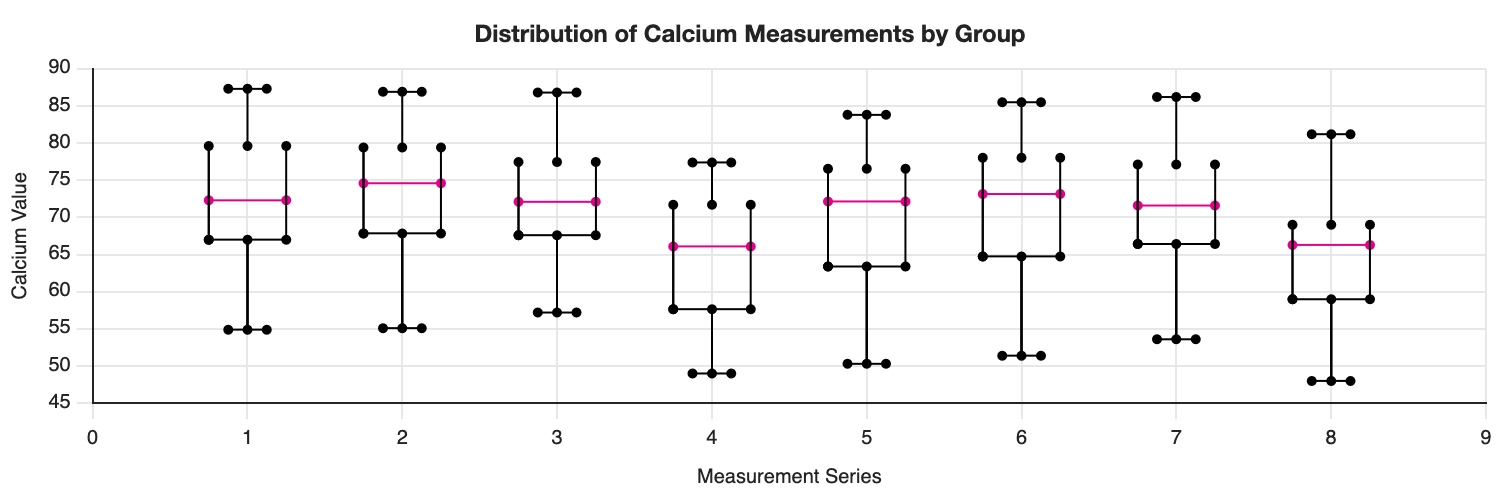 Distribution of Calcium Measurements by Group
Calcium Value
90
85
80
75
70
65
60
55
50
45
0 1 2 3 4 5 6 7 8 9
Measurement Series